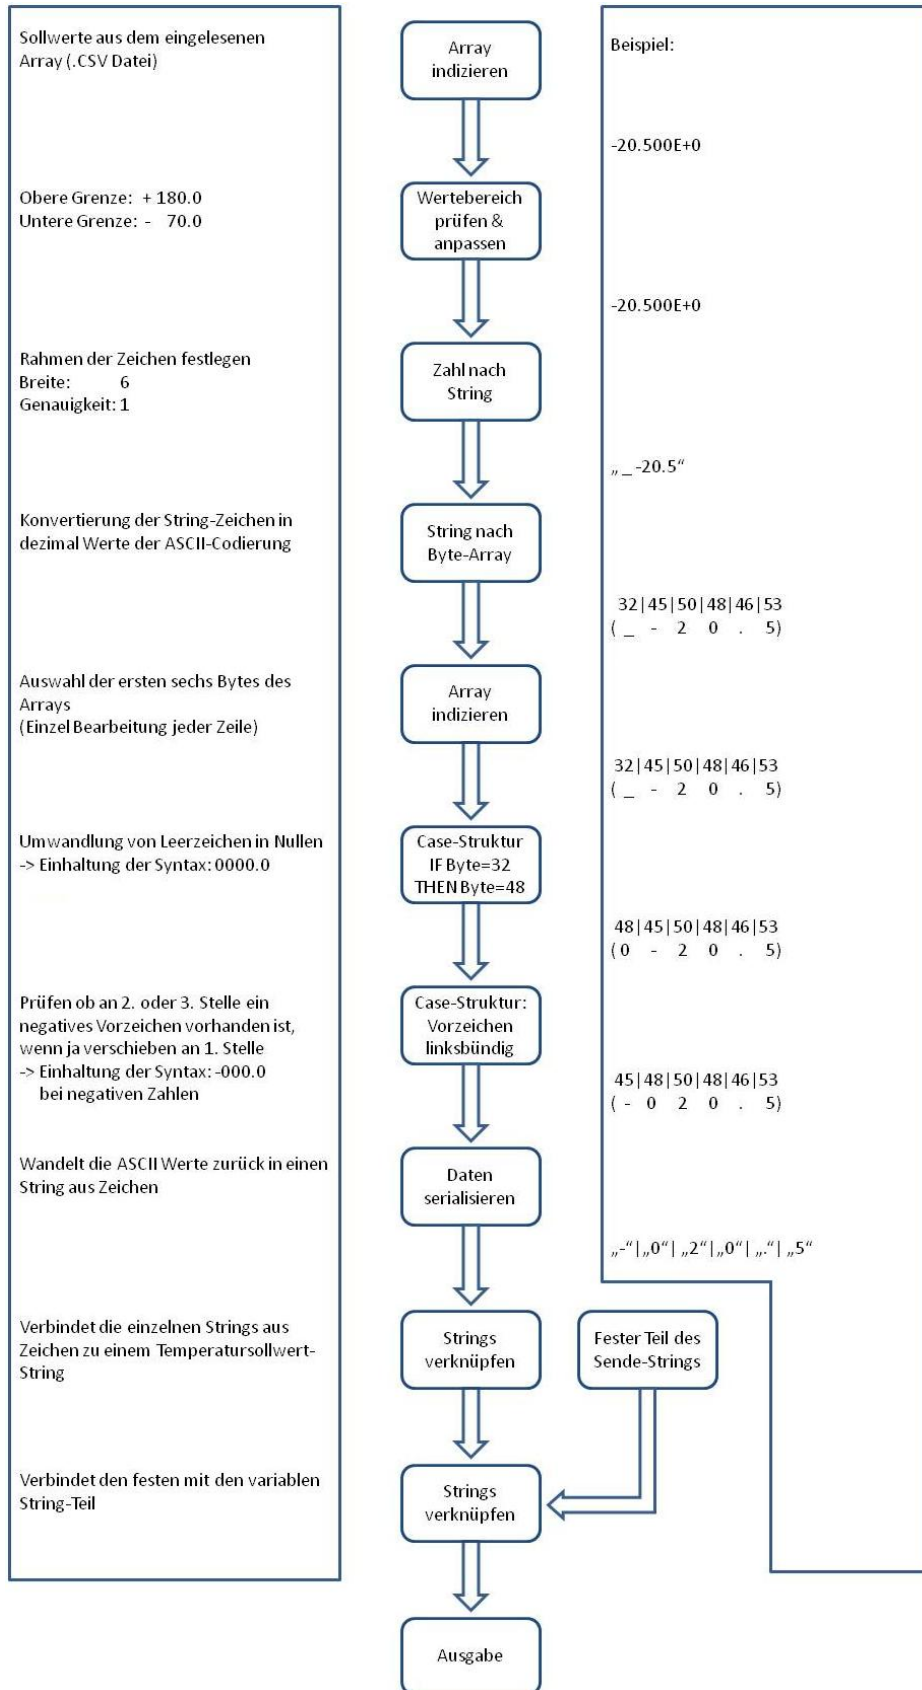 Sollwerte aus dem eingelesenen
Array (.CSV Datei)
Obere Grenze: + 180.0
Untere Grenze: - 70.0
Rahmen der Zeichen festlegen
Breite: 6
Genauigkeit: 1
Konvertierung der String-Zeichen in
dezimal Werte der ASCII-Codierung
Auswahl der ersten sechs Bytes des
Arrays
(Einzel Bearbeitung jeder Zeile)
Umwandlung von Leerzeichen in Nullen
-> Einhaltung der Syntax: 0000.0
Prüfen ob an 2. oder 3. Stelle ein
negatives Vorzeichen vorhanden ist,
wenn ja verschieben an 1. Stelle
-> Einhaltung der Syntax: -000.0
bei negativen Zahlen
Wandelt die ASCII Werte zurück in einen
String aus Zeichen
Verbindet die einzelnen Strings aus
Zeichen zu einem Temperatursollwert-
String
Verbindet den festen mit den variablen
String-Teil
Array
indizieren
Wertebereich
prüfen &
anpassen
Zahl nach
String
String nach
Byte-Array
Array
indizieren
Case-Struktur
IF Byte=32
THEN Byte=48
Case-Struktur:
Vorzeichen
linksbündig
Daten
serialisieren
Strings
verknüpfen
Strings
verknüpfen
Ausgabe
Fester Teil des
Sende-Strings
Beispiel:
-20.500E+0
-20.500E+0
„_-20.5“
32|45|50|48|46|53
( _ - 2 0 . 5)
32|45|50|48|46|53
( _ - 2 0 . 5)
48|45|50|48|46|53
(0 - 2 0 . 5)
45|48|50|48|46|53
( - 0 2 0 . 5)
„-“|„0“| „2“|„0“| „.“| „5“